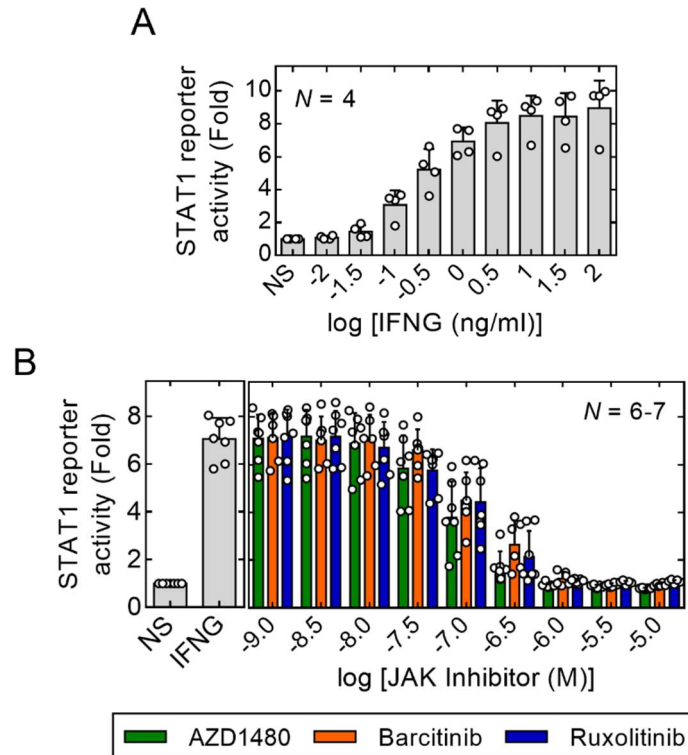 A
STAT1 reporter
activity (Fold)
10
8
6
4
2
0
N = 4
NS
-2
-1.5
-1
-0.5
0
0.5
1
1.5
2
log [IFNG (ng/ml)]
B
STAT1 reporter
activity (Fold)
8
6
4
2
0
N = 6-7
NS
IFNG
-9.0
-8.5
-8.0
-7.5
-7.0
-6.5
-6.0
-5.5
-5.0
log [JAK Inhibitor (M)]
AZD1480 Barcitinib Ruxolitinib